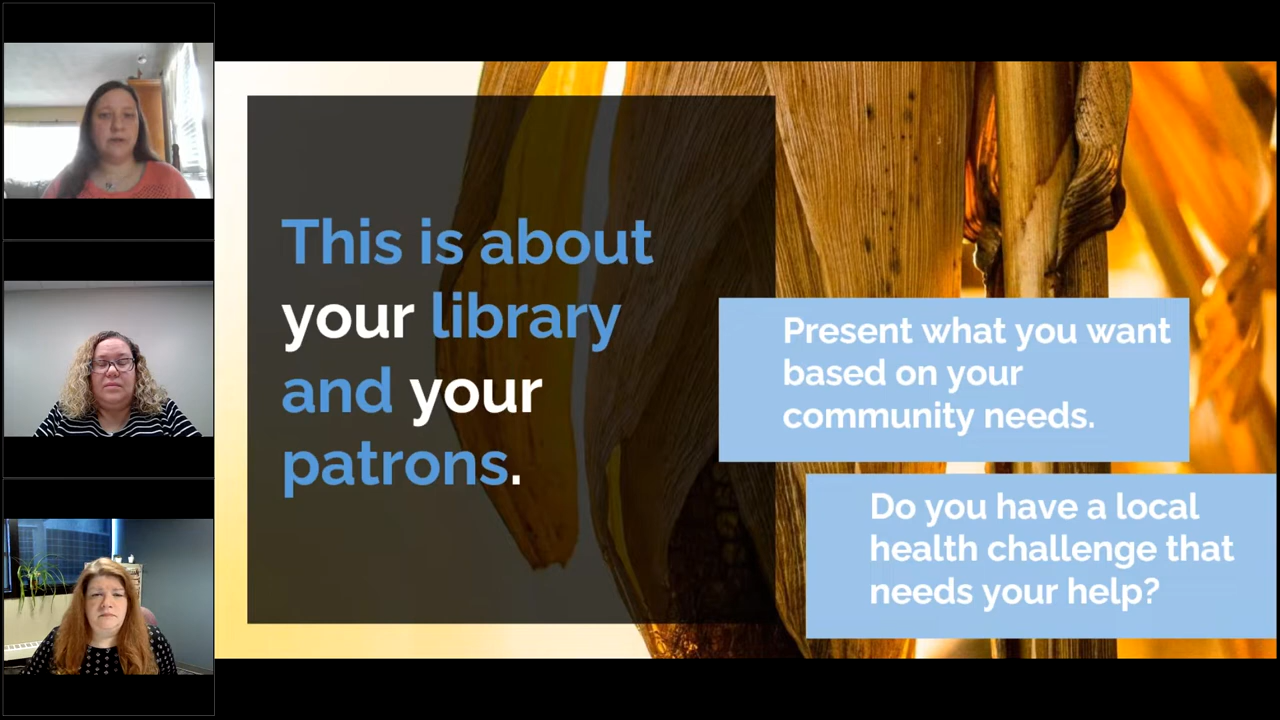 This is about
your library
and your
patrons.
Present what you want
based on your
community needs.
Do you have a local
health challenge that
needs your help?